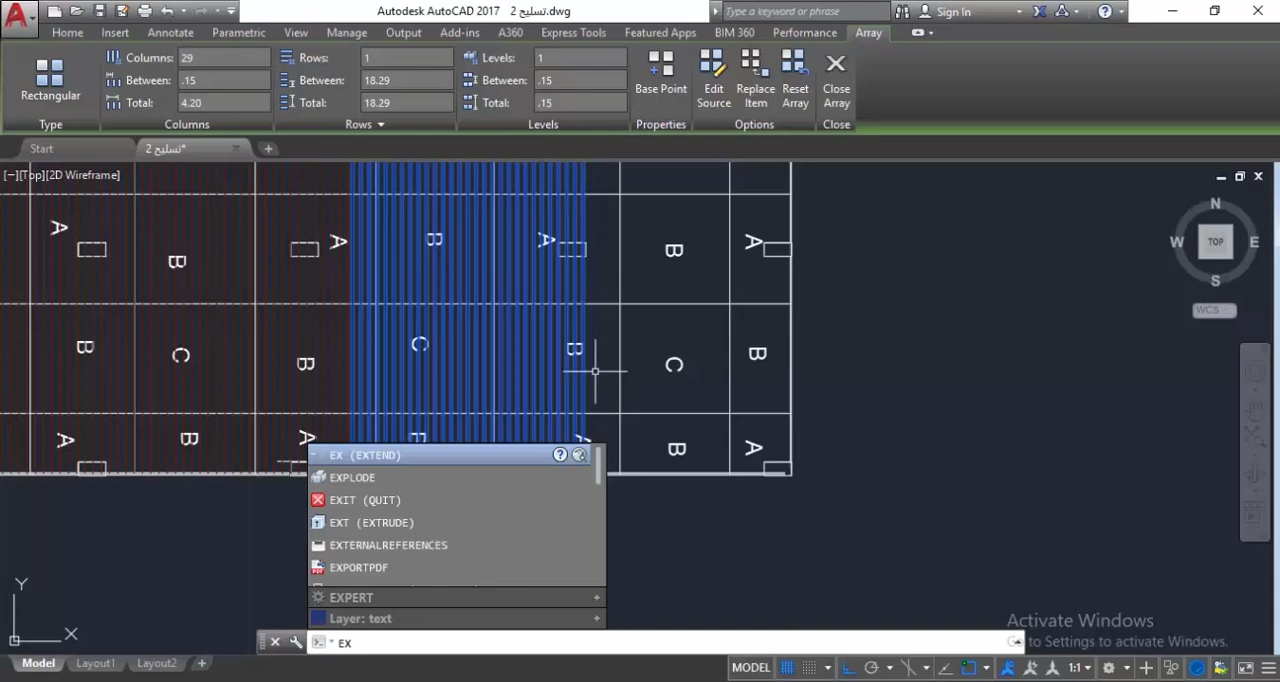 Autodesk AutoCAD 2017 تسليح 2.dwg
Type a keyword or phrase
Sign In
Home Insert Annotate Parametric View Manage Output Add-ins A360 Express Tools Featured Apps BIM 360 Performance Array
Columns: 29 Rows: 1 Levels: 1
Between: .15 Between: 18.29 Between: .15
Total: 4.20 Total: 18.29 Total: .15
Rectangular
Base Point
Edit Source
Replace Item
Reset Array
Close Array
Type Columns Rows Levels Properties Options Close
Start تسليح 2*
[−][Top][2D Wireframe]
N
W TOP E
S
WCS
A B A B A B A
B C B C B C B
A B A B A
EX (EXTEND)
EXPLODE
EXIT (QUIT)
EXT (EXTRUDE)
EXTERNALREFERENCES
EXPORTPDF
EXPERT
Layer: text
Y
X
EX
Activate Windows
to Settings to activate Windows.
Model Layout1 Layout2 +
MODEL 1:1